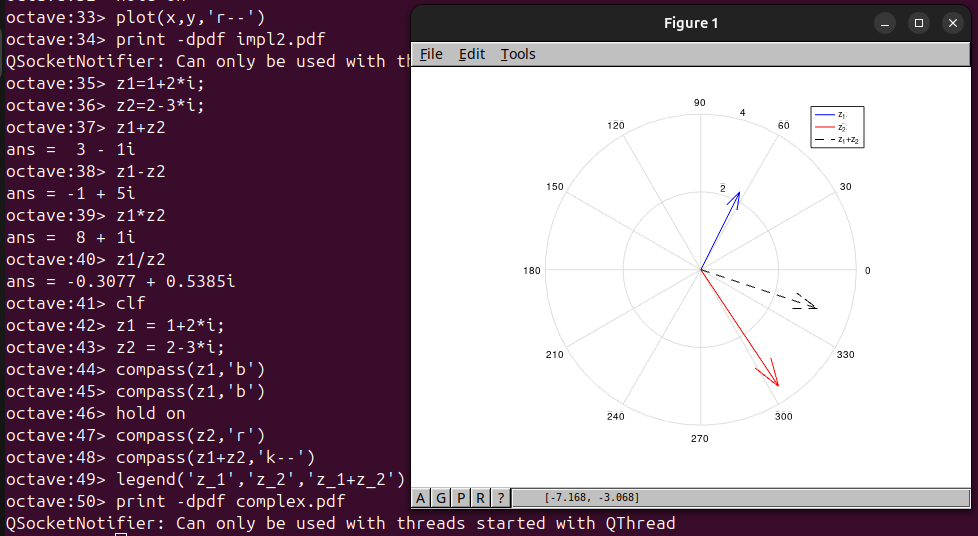 octave:33> plot(x,y,'r--')
octave:34> print -dpdf impl2.pdf
QSocketNotifier: Can only be used with th
octave:35> z1=1+2*i;
octave:36> z2=2-3*i;
octave:37> z1+z2
ans =  3 - 1i
octave:38> z1-z2
ans = -1 + 5i
octave:39> z1*z2
ans =  8 + 1i
octave:40> z1/z2
ans = -0.3077 + 0.5385i
octave:41> clf
octave:42> z1 = 1+2*i;
octave:43> z2 = 2-3*i;
octave:44> compass(z1,'b')
octave:45> compass(z1,'b')
octave:46> hold on
octave:47> compass(z2,'r')
octave:48> compass(z1+z2,'k--')
octave:49> legend('z_1','z_2','z_1+z_2')
octave:50> print -dpdf complex.pdf
QSocketNotifier: Can only be used with threads started with QThread
Figure 1
File Edit Tools
90
4
120
60
150
2
30
180
0
210
330
240
300
270
z1
z2
z1+z2
A G P R ? [-7.168, -3.068]